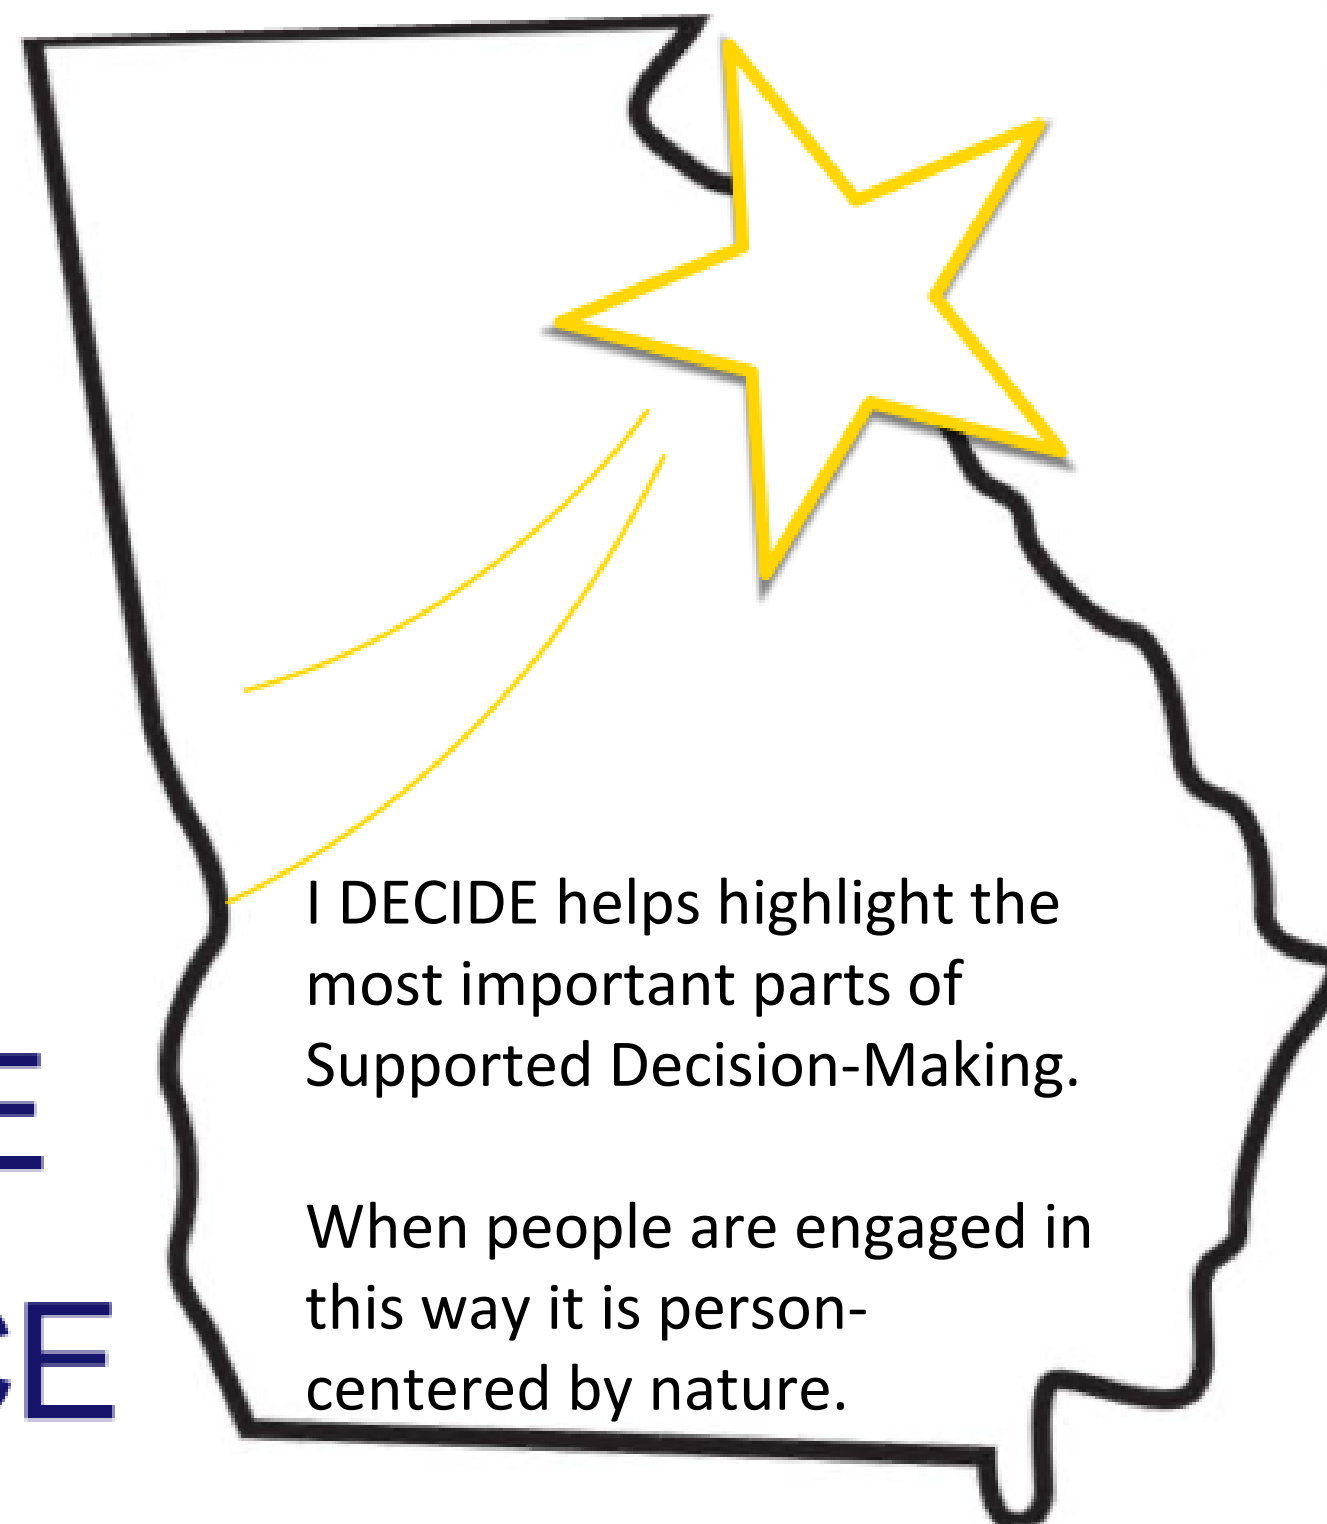 I DECIDE helps highlight the
most important parts of
Supported Decision-Making.
When people are engaged in
this way it is person-
centered by nature.
E
CE